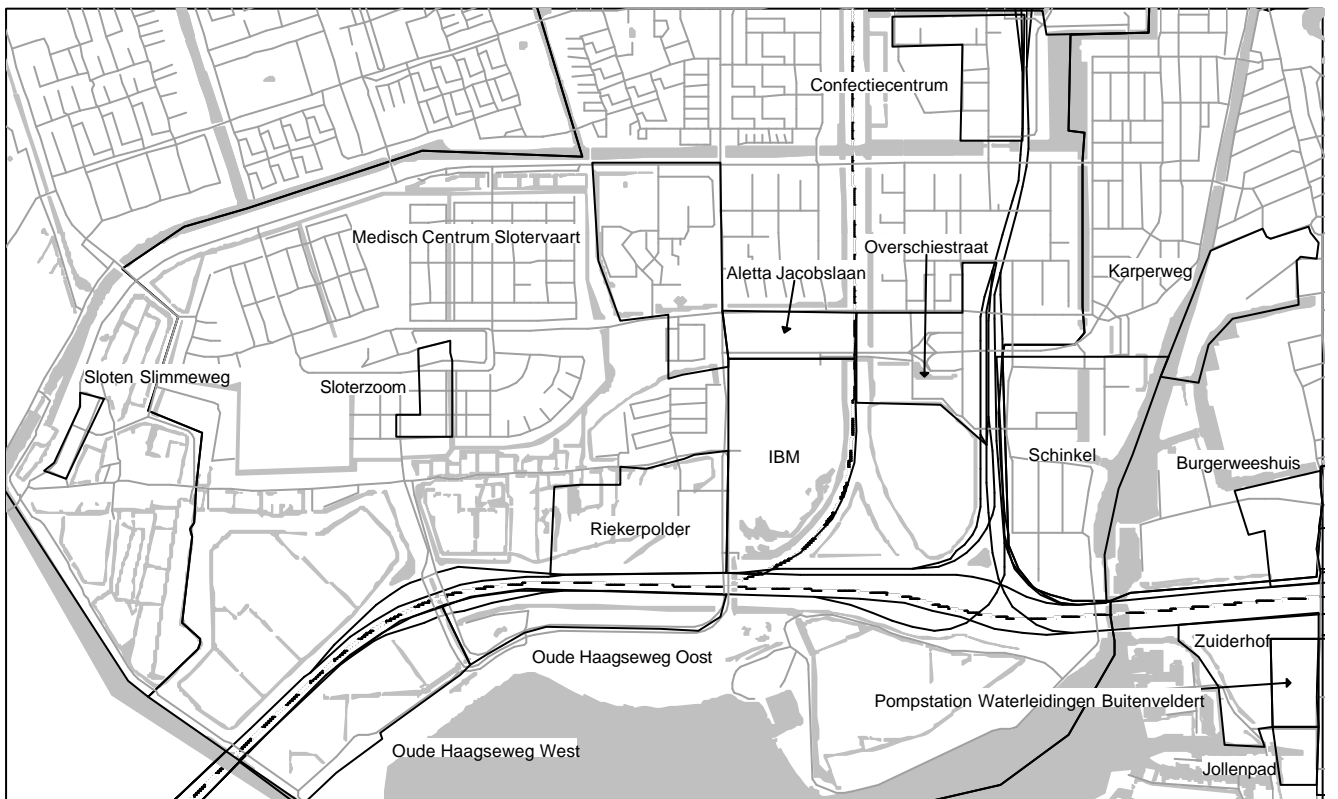 Confectiecentrum
Medisch Centrum Slotervaart
Overschiestraat
Aletta Jacobslaan
Karperweg
Sloten Slimmeweg
Sloterzoom
IBM
Schinkel
Burgerweeshuis
Riekerpolder
Zuiderhof
Oude Haagseweg Oost
Pompstation Waterleidingen Buitenveldert
Oude Haagseweg West
Jollenpad